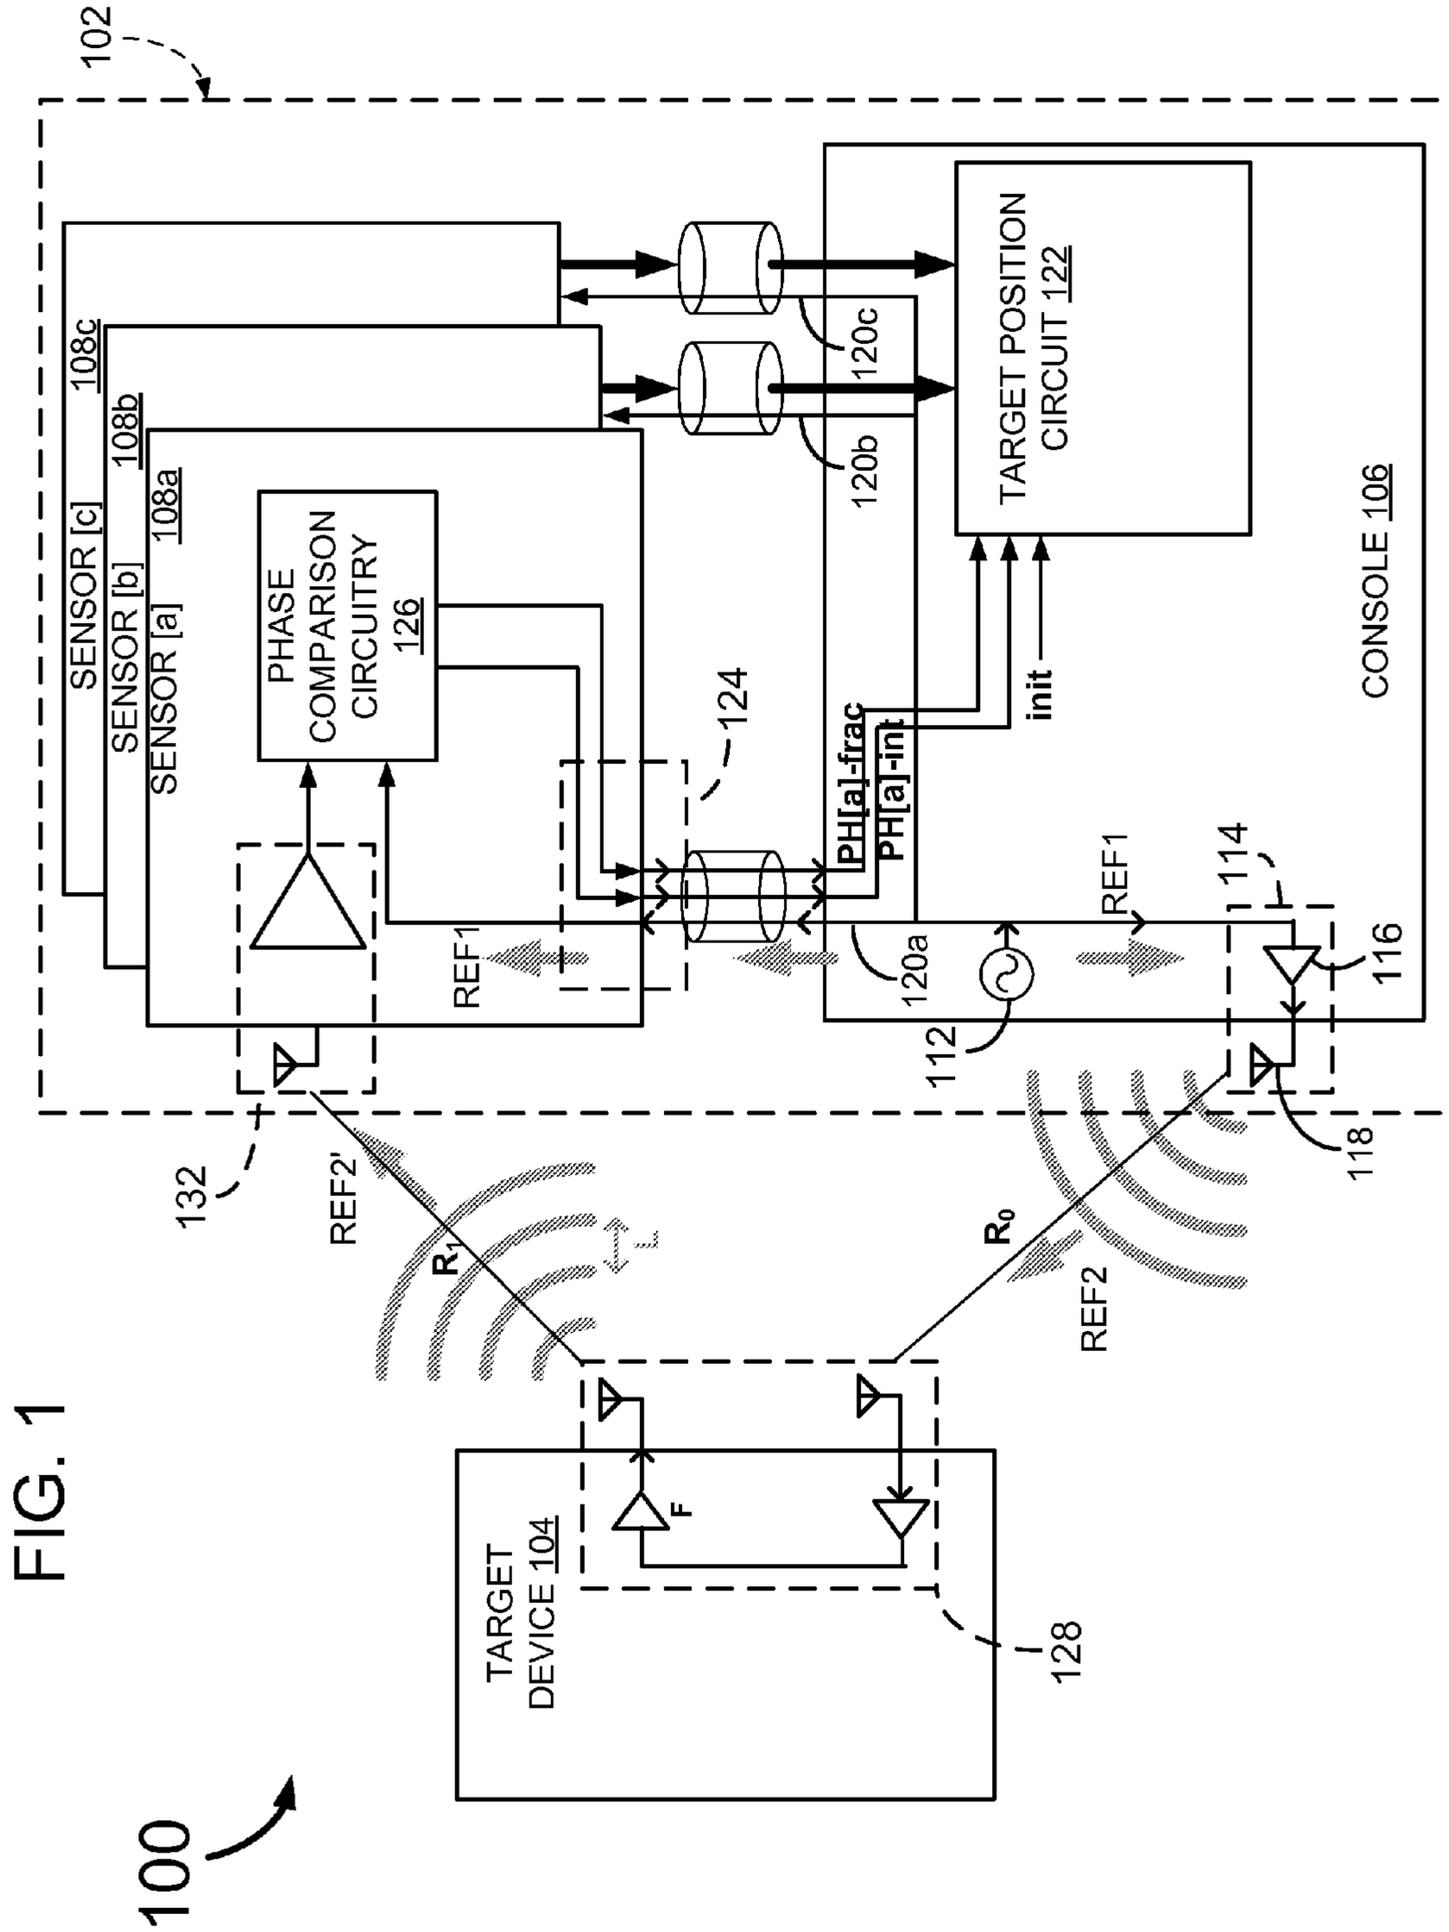 FIG. 1
100
102
SENSOR [c] 108c
SENSOR [b] 108b
SENSOR [a] 108a
PHASE
COMPARISON
CIRCUITRY
126
132
REF1
124
REF2'
R1
L
TARGET
DEVICE 104
F
128
R0
REF2
PH[a]-frac
PH[a]-int
120a
120b
120c
init
TARGET POSITION
CIRCUIT 122
CONSOLE 106
112
REF1
114
116
118